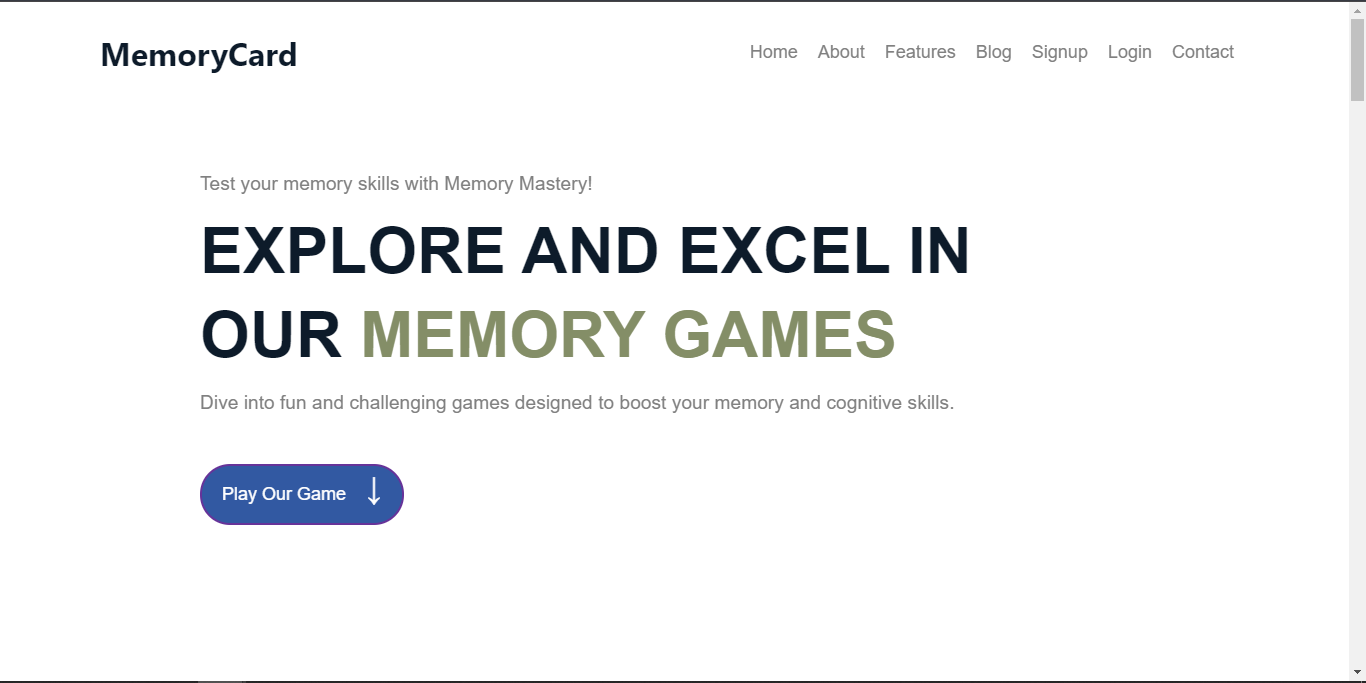 MemoryCard
Home About Features Blog Signup Login Contact
Test your memory skills with Memory Mastery!
EXPLORE AND EXCEL IN
OUR MEMORY GAMES
Dive into fun and challenging games designed to boost your memory and cognitive skills.
Play Our Game